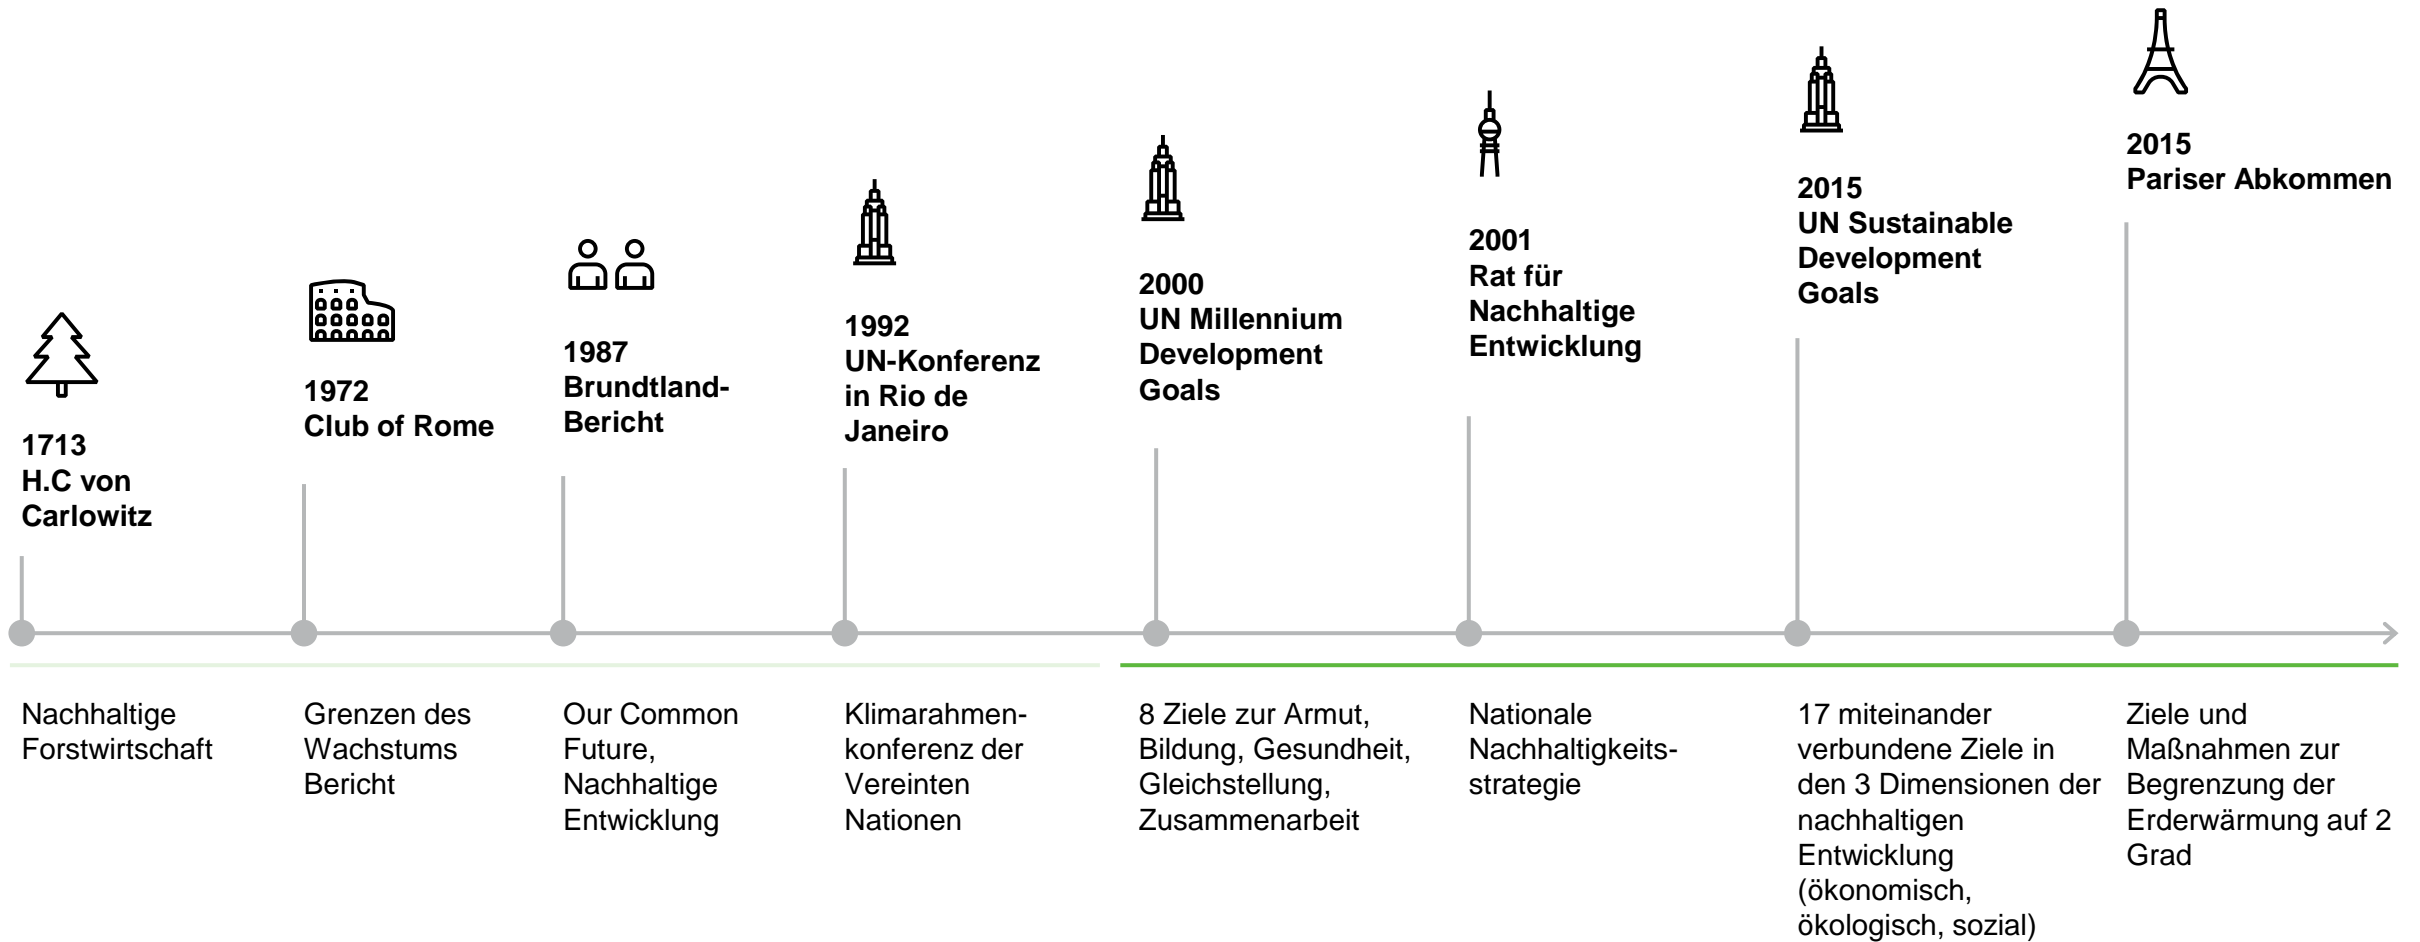 1713
H.C von
Carlowitz
1972
Club of Rome
1987
Brundtland-
Bericht
1992
UN-Konferenz
in Rio de
Janeiro
2000
UN Millennium
Development
Goals
2001
Rat für
Nachhaltige
Entwicklung
2015
UN Sustainable
Development
Goals
2015
Pariser Abkommen
Nachhaltige
Forstwirtschaft
Grenzen des
Wachstums
Bericht
Our Common
Future,
Nachhaltige
Entwicklung
Klimarahmen-
konferenz der
Vereinten
Nationen
8 Ziele zur Armut,
Bildung, Gesundheit,
Gleichstellung,
Zusammenarbeit
Nationale
Nachhaltigkeits-
strategie
17 miteinander
verbundene Ziele in
den 3 Dimensionen der
nachhaltigen
Entwicklung
(ökonomisch,
ökologisch, sozial)
Ziele und
Maßnahmen zur
Begrenzung der
Erderwärmung auf 2
Grad